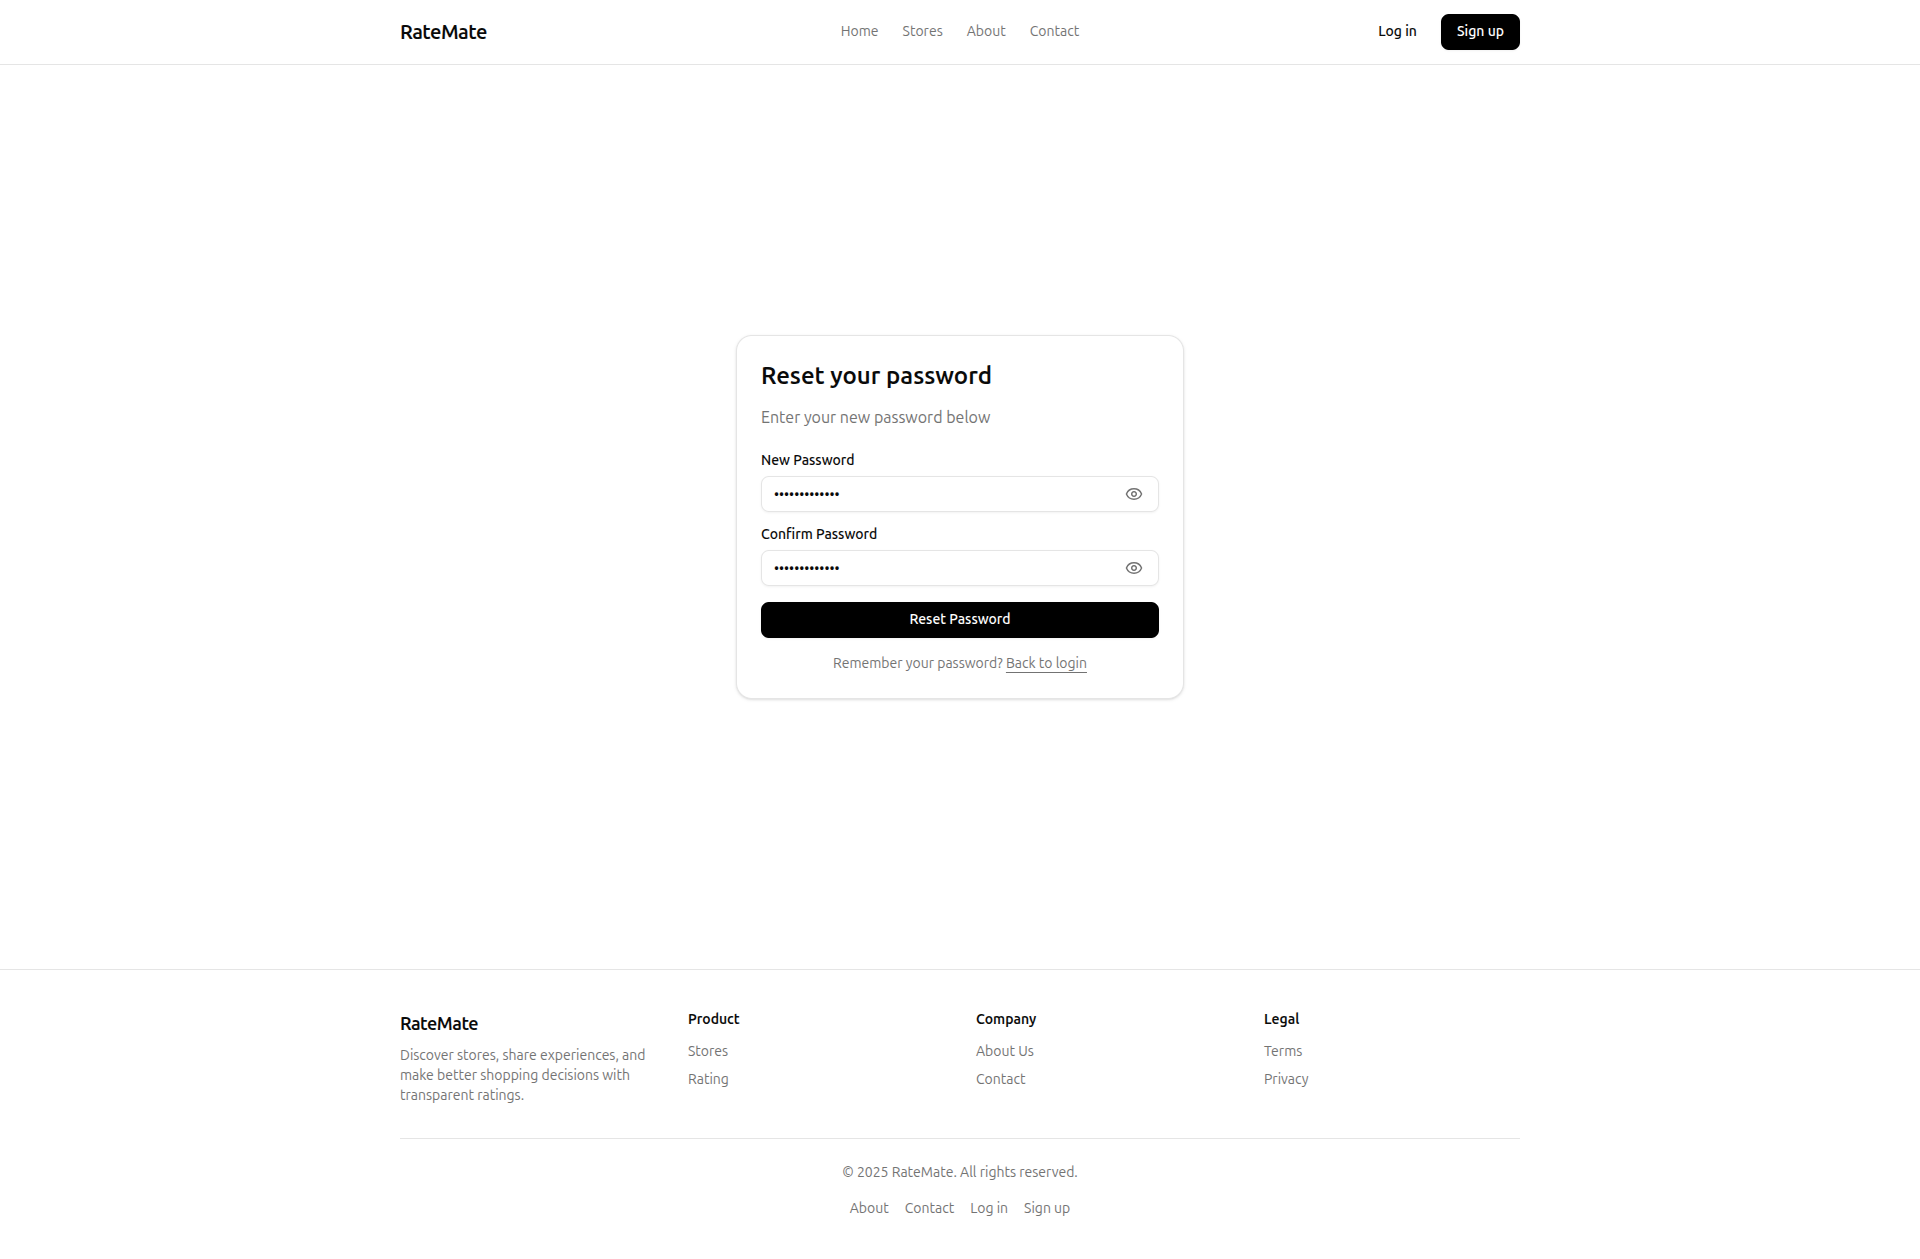 RateMate
Home Stores About Contact
Log in Sign up
Reset your password
Enter your new password below
New Password
•••••••••••••
Confirm Password
•••••••••••••
Reset Password
Remember your password? Back to login
RateMate
Discover stores, share experiences, and
make better shopping decisions with
transparent ratings.
Product
Stores
Rating
Company
About Us
Contact
Legal
Terms
Privacy
© 2025 RateMate. All rights reserved.
About Contact Log in Sign up